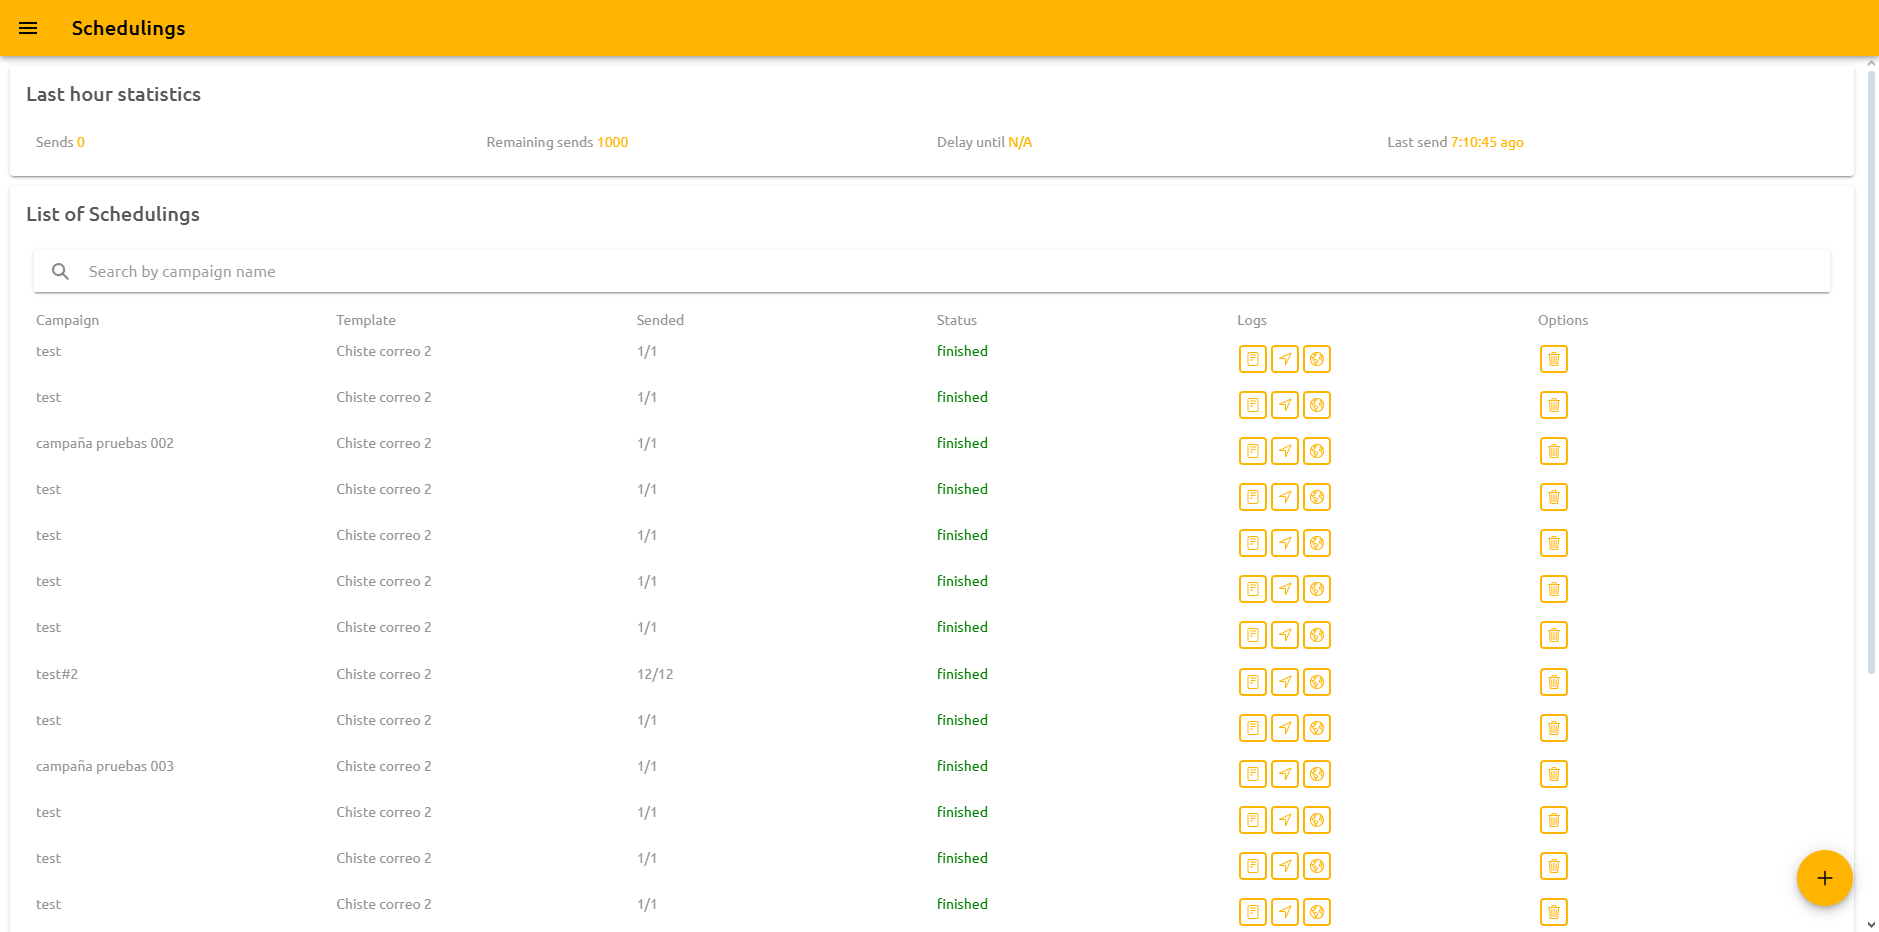 Schedulings
Last hour statistics
Sends 0 Remaining sends 1000 Delay until N/A Last send 7:10:45 ago
List of Schedulings
Search by campaign name
Campaign Template Sended Status Logs Options
test Chiste correo 2 1/1 finished
test Chiste correo 2 1/1 finished
campaña pruebas 002 Chiste correo 2 1/1 finished
test Chiste correo 2 1/1 finished
test Chiste correo 2 1/1 finished
test Chiste correo 2 1/1 finished
test Chiste correo 2 1/1 finished
test#2 Chiste correo 2 12/12 finished
test Chiste correo 2 1/1 finished
campaña pruebas 003 Chiste correo 2 1/1 finished
test Chiste correo 2 1/1 finished
test Chiste correo 2 1/1 finished
test Chiste correo 2 1/1 finished